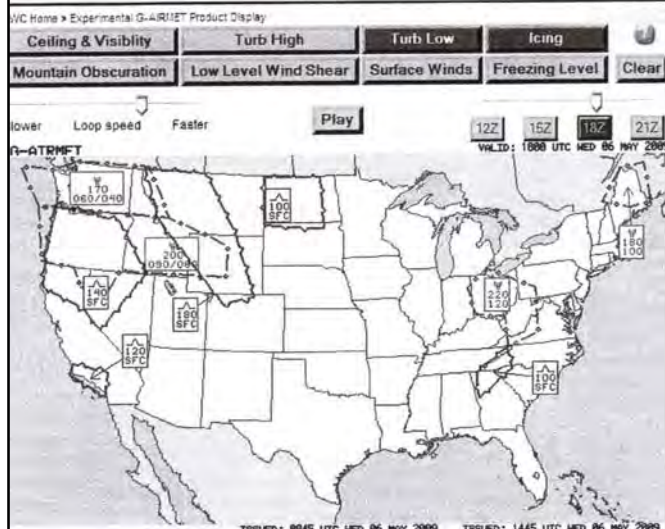 WC Home » Experimental G-AIRMET Product Display
Ceiling & Visiblity Turb High Turb Low Icing
Mountain Obscuration Low Level Wind Shear Surface Winds Freezing Level Clear
lower Loop speed Faster Play 12Z 15Z 18Z 21Z
G-AIRMET VALID: 1800 UTC WED 06 MAY 2009
170
060/040
100
SFC
200
090/080
180
100
140
SFC
180
SFC
220
120
120
SFC
100
SFC
ISSUED: 0845 UTC WED 06 MAY 2009 ISSUED: 1445 UTC WED 06 MAY 2009